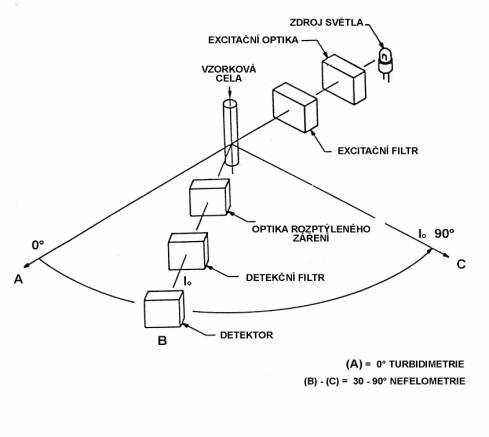 ZDROJ SVĚTLA
EXCITAČNÍ OPTIKA
VZORKOVÁ
CELA
EXCITAČNÍ FILTR
OPTIKA ROZPTÝLENÉHO
ZÁRENÍ
0°
I₀ 90°
A
C
DETEKČNÍ FILTR
I₀
DETEKTOR
B
(A) = 0° TURBIDIMETRIE
(B) - (C) = 30 - 90° NEFELOMETRIE